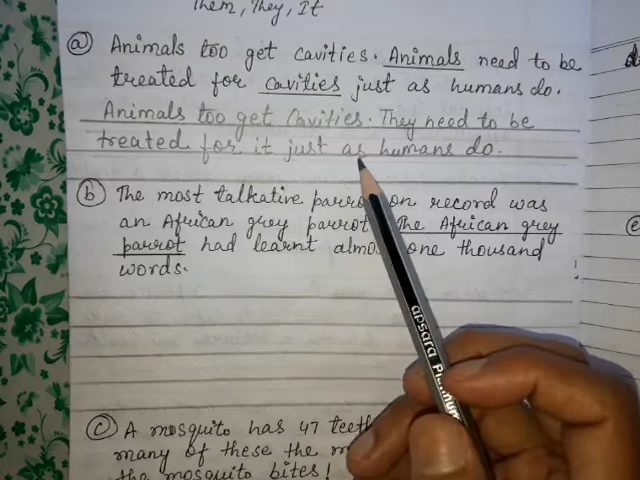 Them, They, It
ⓐ Animals too get cavities. Animals need to be
treated for cavities just as humans do.
Animals too get Cavities. They need to be
treated for it just as humans do.
ⓑ The most talkative parro on record was
an African grey parrot The African grey
parrot had learnt almos one thousand
words.
ⓒ A mosquito has 47 teeth
many of these the m
the mosquito bites!
apsara Platinum